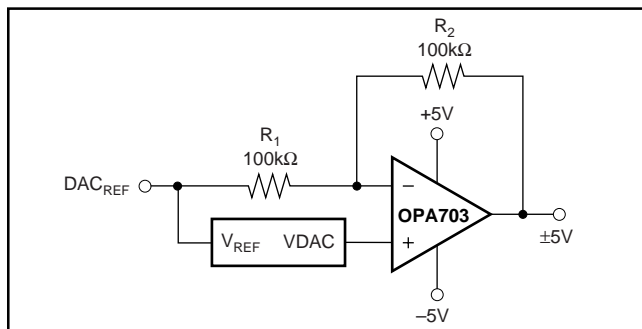 R2
100kΩ
+5V
R1
100kΩ
DACREF
−
OPA703
VREF VDAC
+
±5V
–5V